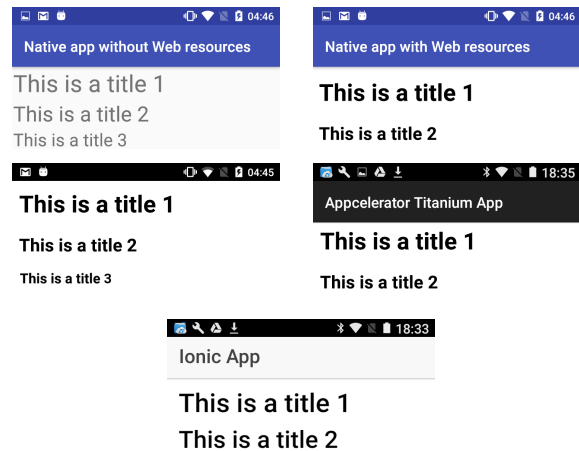 04:46
Native app without Web resources
This is a title 1
This is a title 2
This is a title 3
04:46
Native app with Web resources
This is a title 1
This is a title 2
04:45
This is a title 1
This is a title 2
This is a title 3
18:35
Appcelerator Titanium App
This is a title 1
This is a title 2
18:33
Ionic App
This is a title 1
This is a title 2